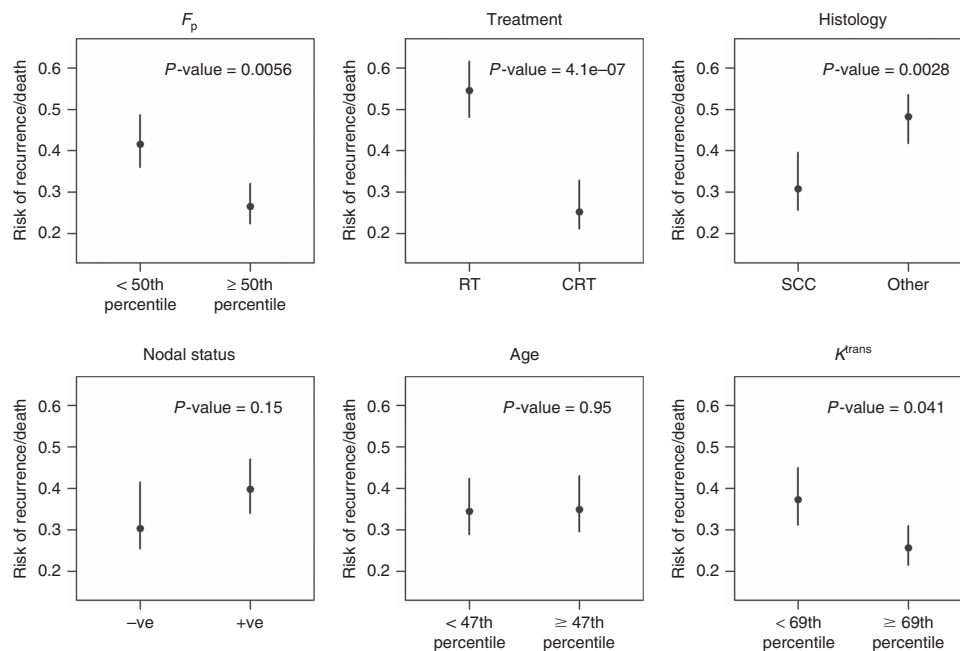 Fp
P-value = 0.0056
Risk of recurrence/death
0.6
0.5
0.4
0.3
0.2
< 50th percentile
≥ 50th percentile
Treatment
P-value = 4.1e–07
Risk of recurrence/death
0.6
0.5
0.4
0.3
0.2
RT
CRT
Histology
P-value = 0.0028
Risk of recurrence/death
0.6
0.5
0.4
0.3
0.2
SCC
Other
Nodal status
P-value = 0.15
Risk of recurrence/death
0.6
0.5
0.4
0.3
0.2
–ve
+ve
Age
P-value = 0.95
Risk of recurrence/death
0.6
0.5
0.4
0.3
0.2
< 47th
percentile
≥ 47th
percentile
Ktrans
P-value = 0.041
Risk of recurrence/death
0.6
0.5
0.4
0.3
0.2
< 69th
percentile
≥ 69th
percentile